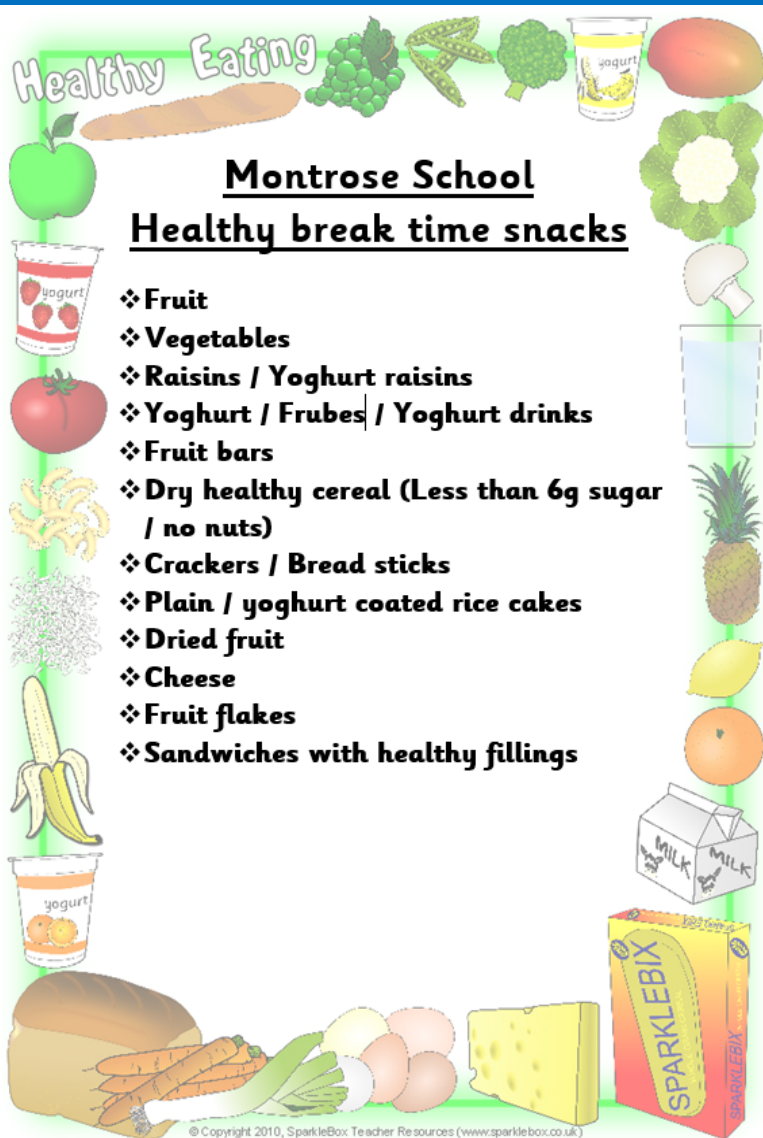 Healthy Eating
yogurt
Montrose School
Healthy break time snacks
yogurt
❖Fruit
❖Vegetables
❖Raisins / Yoghurt raisins
❖Yoghurt / Frubes / Yoghurt drinks
❖Fruit bars
❖Dry healthy cereal (Less than 6g sugar
/ no nuts)
❖Crackers / Bread sticks
❖Plain / yoghurt coated rice cakes
❖Dried fruit
❖Cheese
❖Fruit flakes
❖Sandwiches with healthy fillings
MILK
MILK
yogurt
SPARKLEBIX
SPARKLEBIX
© Copyright 2010, SparkleBox Teacher Resources (www.sparklebox.co.uk)